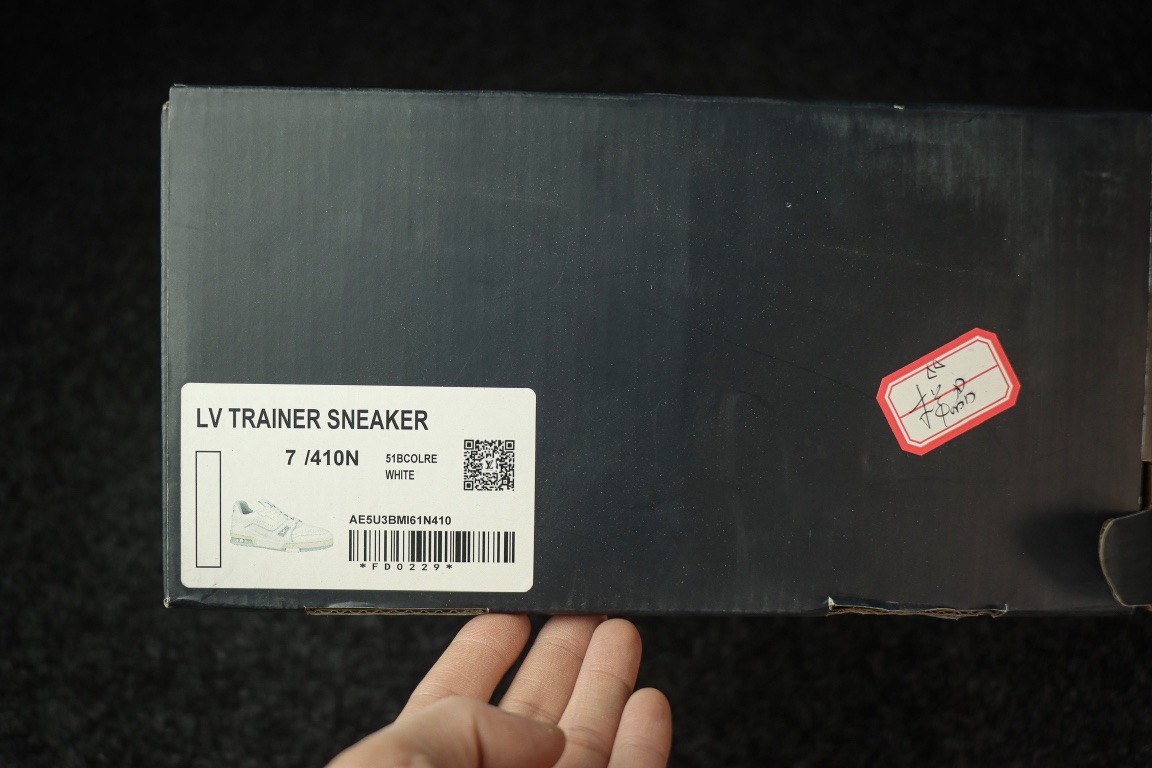 LV TRAINER SNEAKER
7 /410N
51BCOLRE
WHITE
AE5U3BMI61N410
*FD0229*